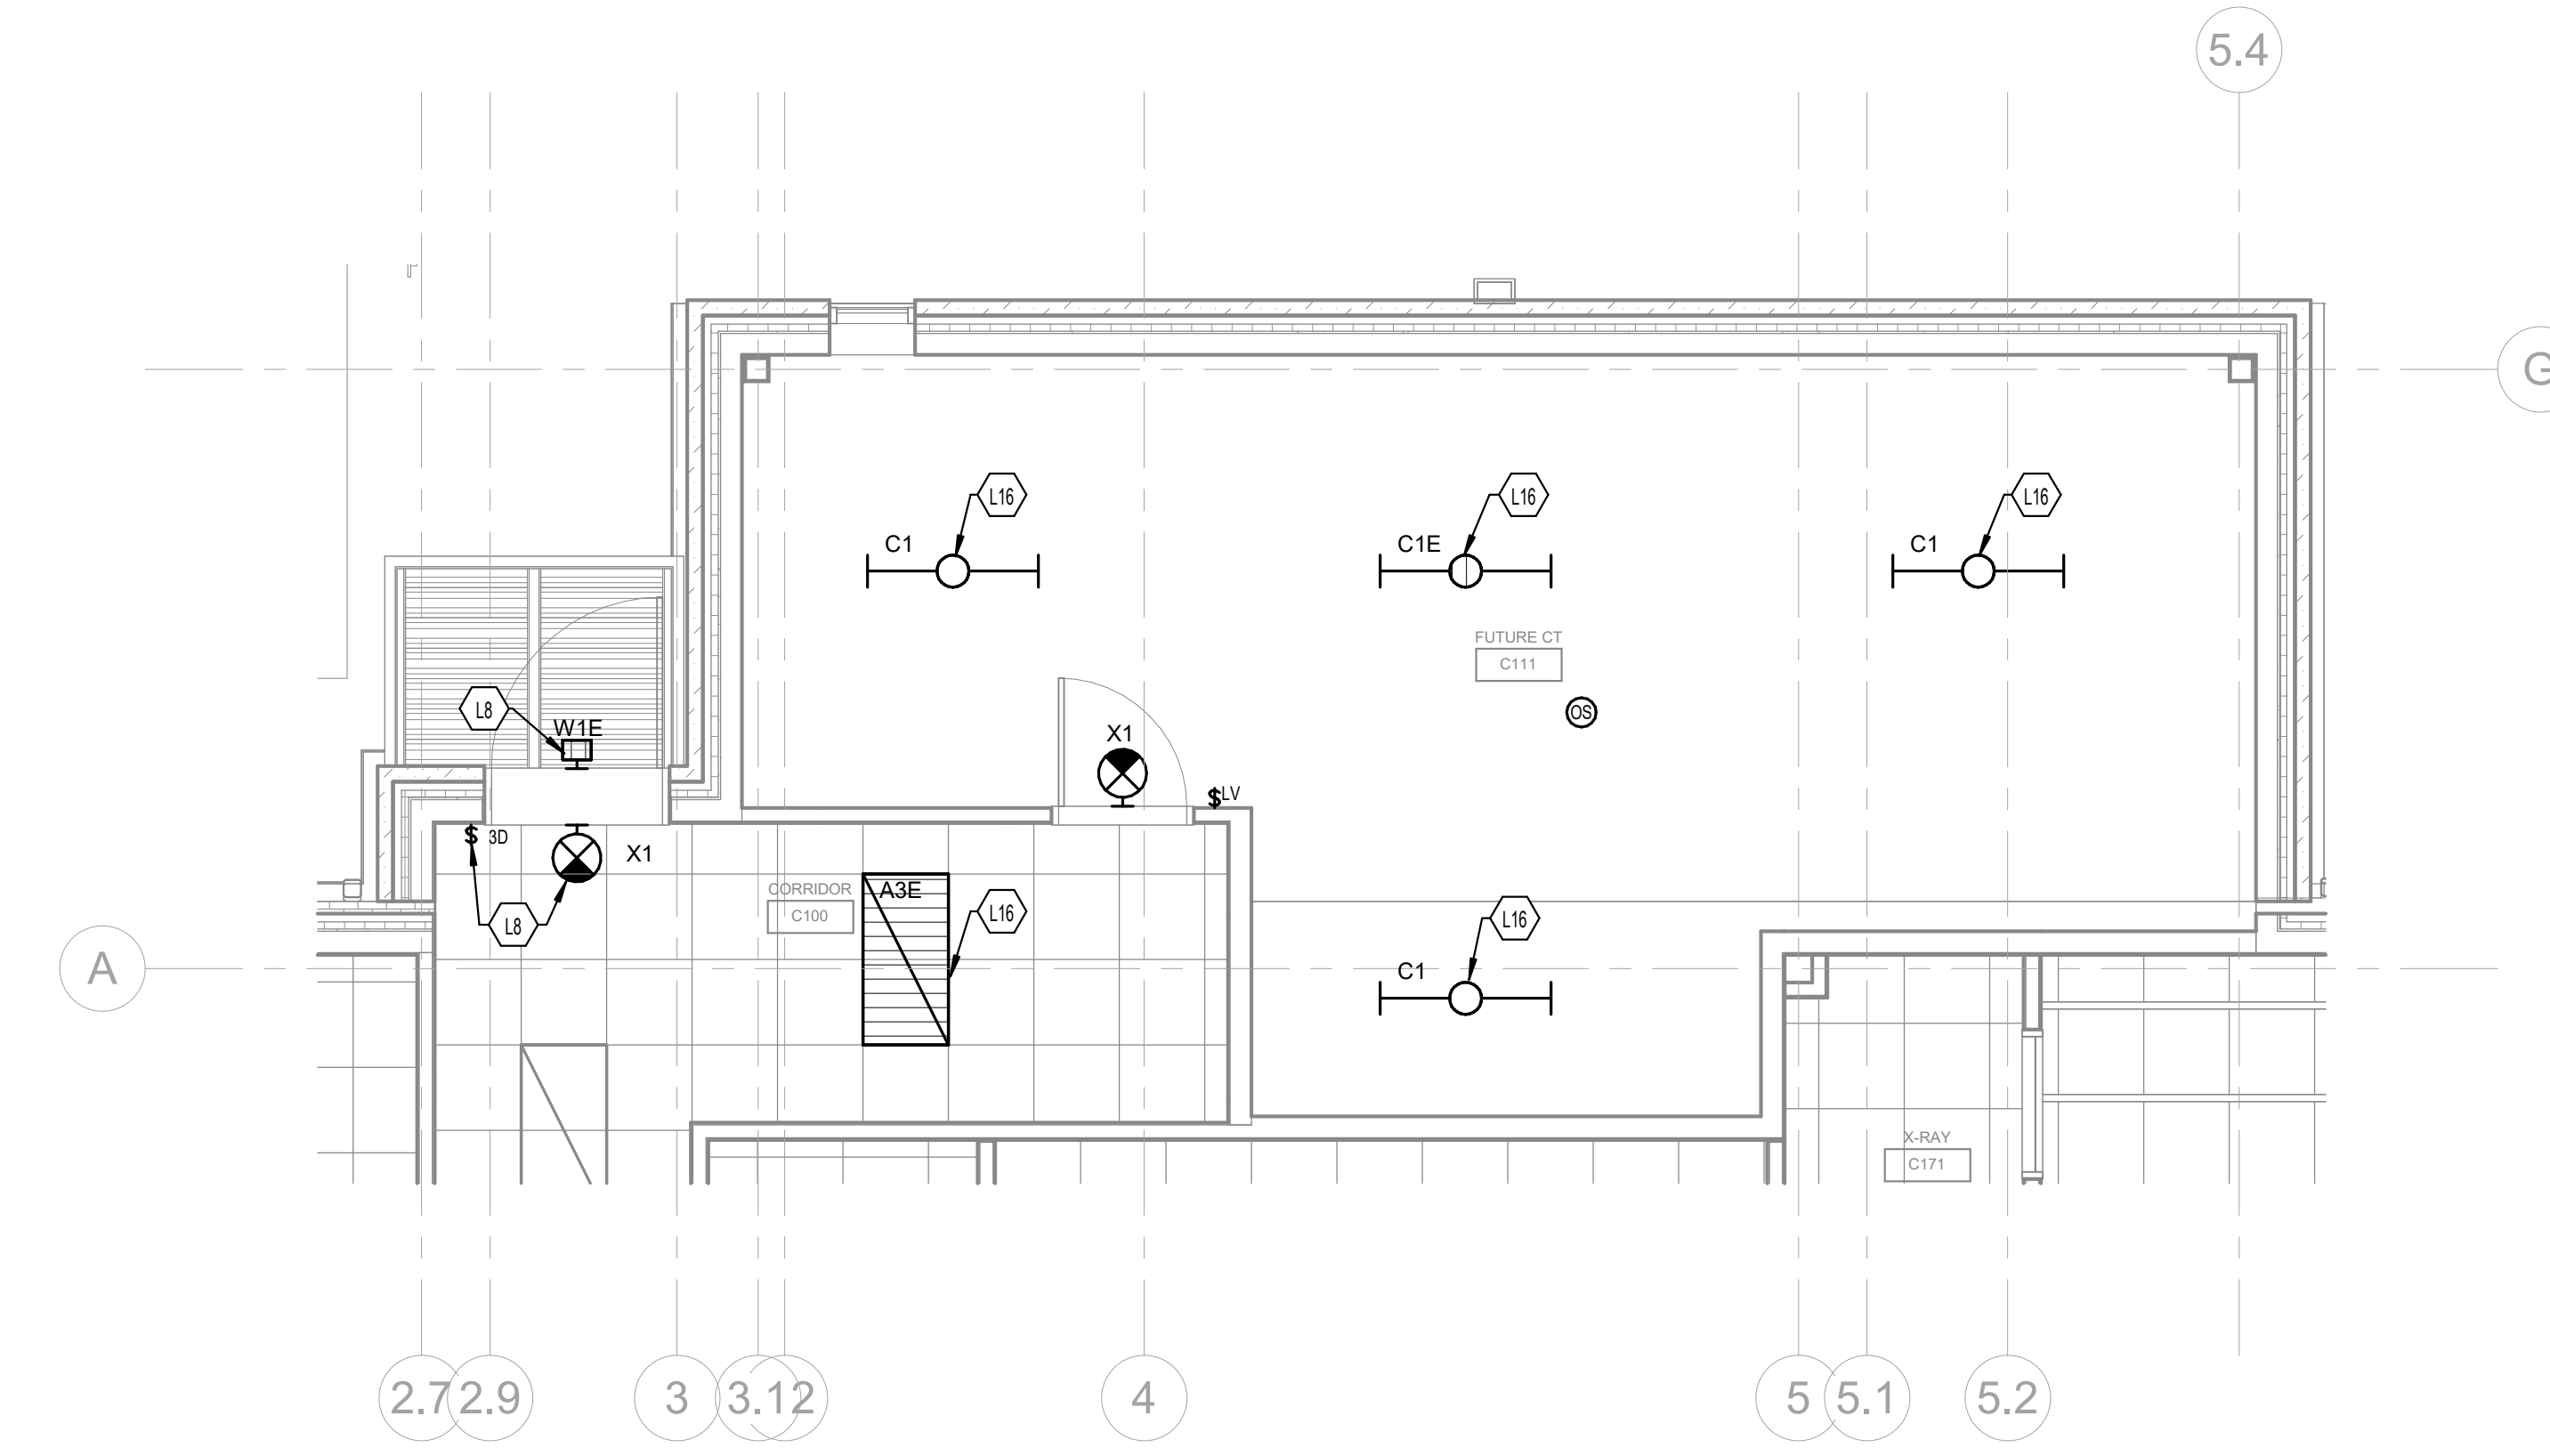 5.4
G
L16
L16
L16
C1
C1E
C1
FUTURE CT
C111
L8
W1E
OS
X1
$LV
$ 3D
X1
CORRIDOR
C100
A3E
L16
L16
L8
A
C1
X-RAY
C171
2.7
2.9
3
3.1
2
4
5
5.1
5.2